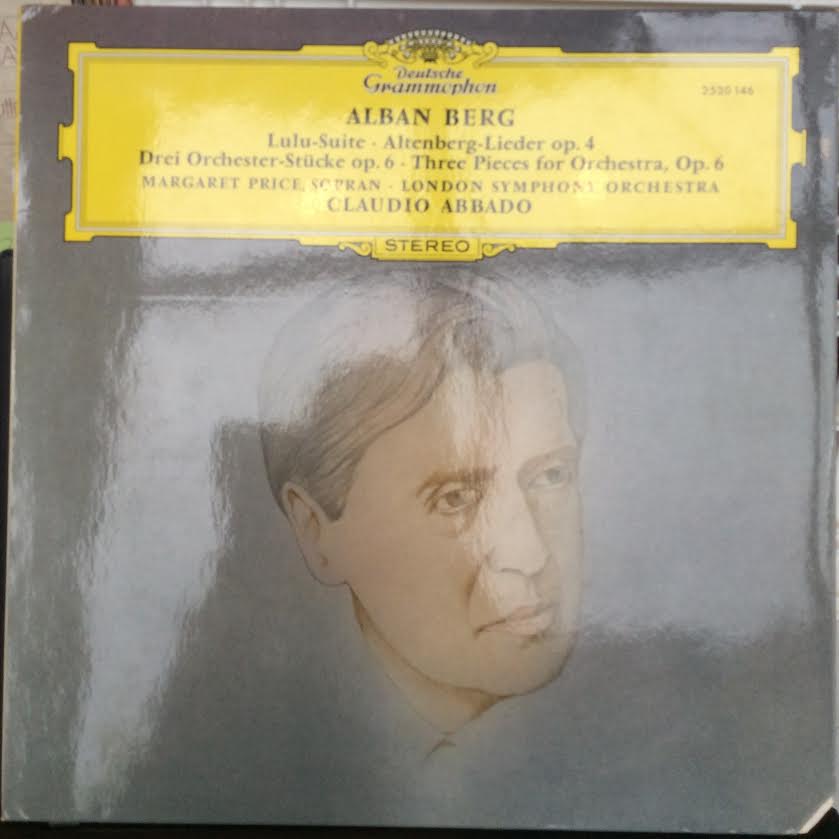 Deutsche
Grammophon
2530 146
ALBAN BERG
Lulu-Suite · Altenberg-Lieder op. 4
Drei Orchester-Stücke op. 6 · Three Pieces for Orchestra, Op. 6
MARGARET PRICE, SOPRAN · LONDON SYMPHONY ORCHESTRA
CLAUDIO ABBADO
STEREO